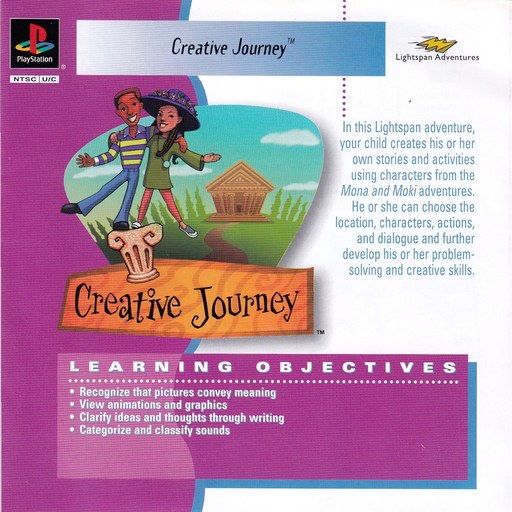 PlayStation
®
NTSC U/C
Creative Journey™
Lightspan Adventures
In this Lightspan adventure,
your child creates his or her
own stories and activities
using characters from the
Mona and Moki adventures.
He or she can choose the
location, characters, actions,
and dialogue and further
develop his or her problem-
solving and creative skills.
Creative Journey
™
LEARNING OBJECTIVES
• Recognize that pictures convey meaning
• View animations and graphics
• Clarify ideas and thoughts through writing
• Categorize and classify sounds